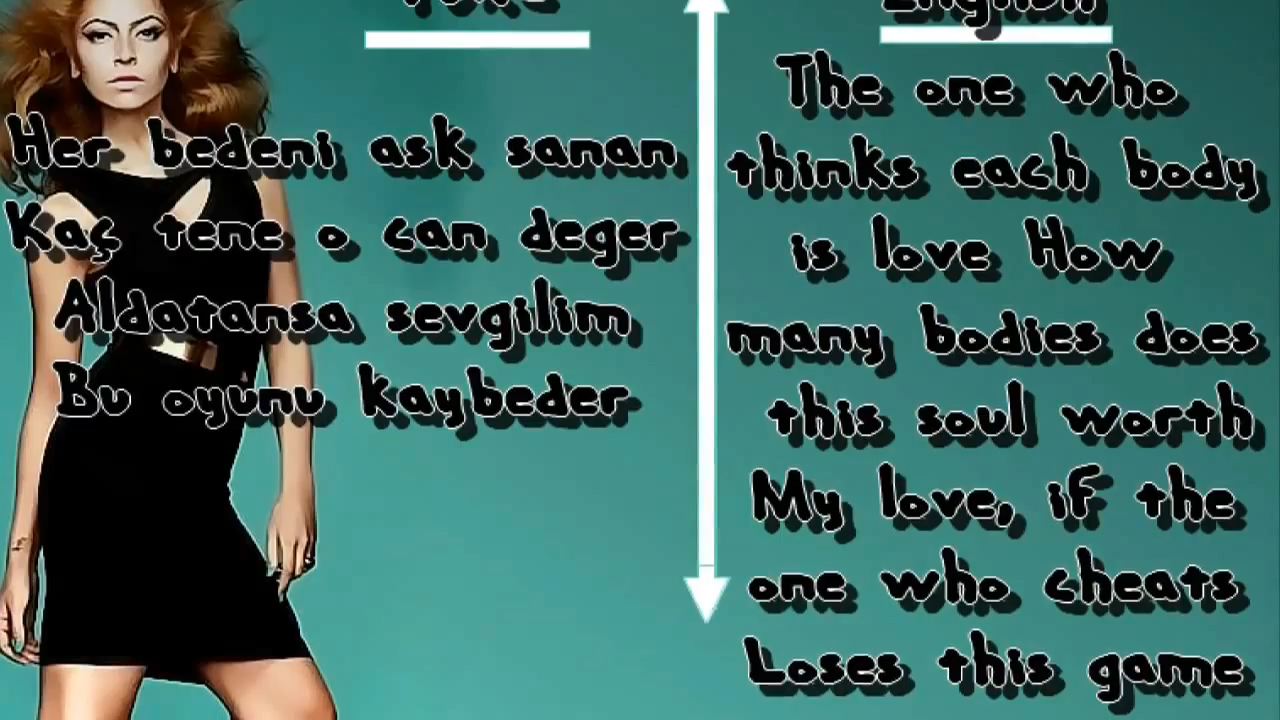 English
Her bedeni ask sanan
Kaç tene o can deger
Aldatansa sevgilim
Bu oyunu kaybeder
The one who
thinks each body
is love How
many bodies does
this soul worth
My love, if the
one who cheats
Loses this game